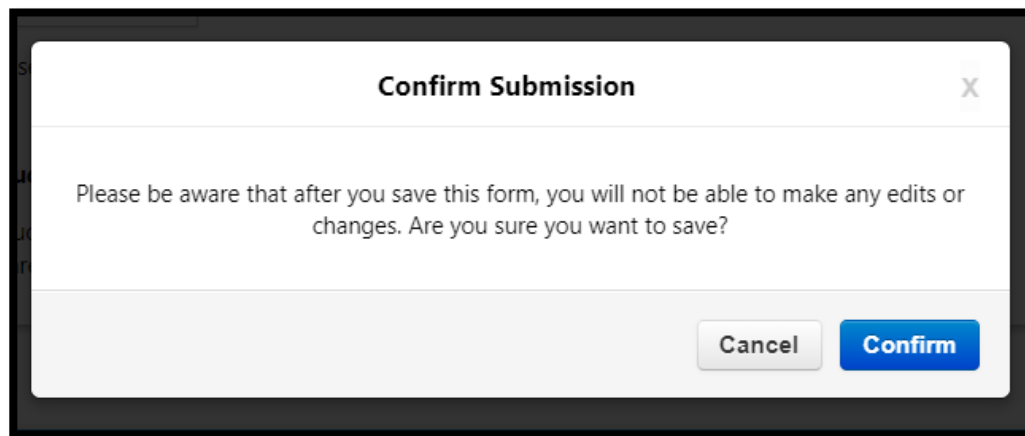 Confirm Submission
X
Please be aware that after you save this form, you will not be able to make any edits or
changes. Are you sure you want to save?
Cancel
Confirm